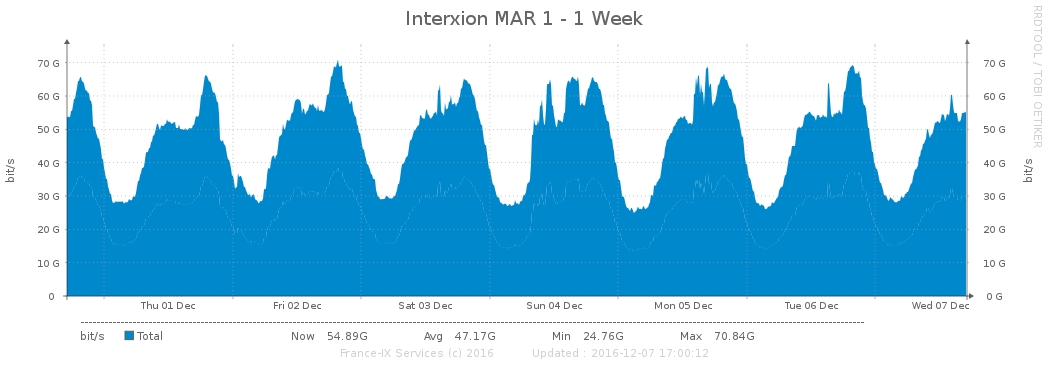 Interxion MAR 1 - 1 Week
RRDTOOL / TOBI OETIKER
bit/s
70 G 70 G
60 G 60 G
50 G 50 G
40 G 40 G
30 G 30 G
20 G 20 G
10 G 10 G
0 0 G
bit/s
Thu 01 Dec Fri 02 Dec Sat 03 Dec Sun 04 Dec Mon 05 Dec Tue 06 Dec Wed 07 Dec
bit/s Total Now 54.89G Avg 47.17G Min 24.76G Max 70.84G
France-IX Services (c) 2016 Updated : 2016-12-07 17:00:12